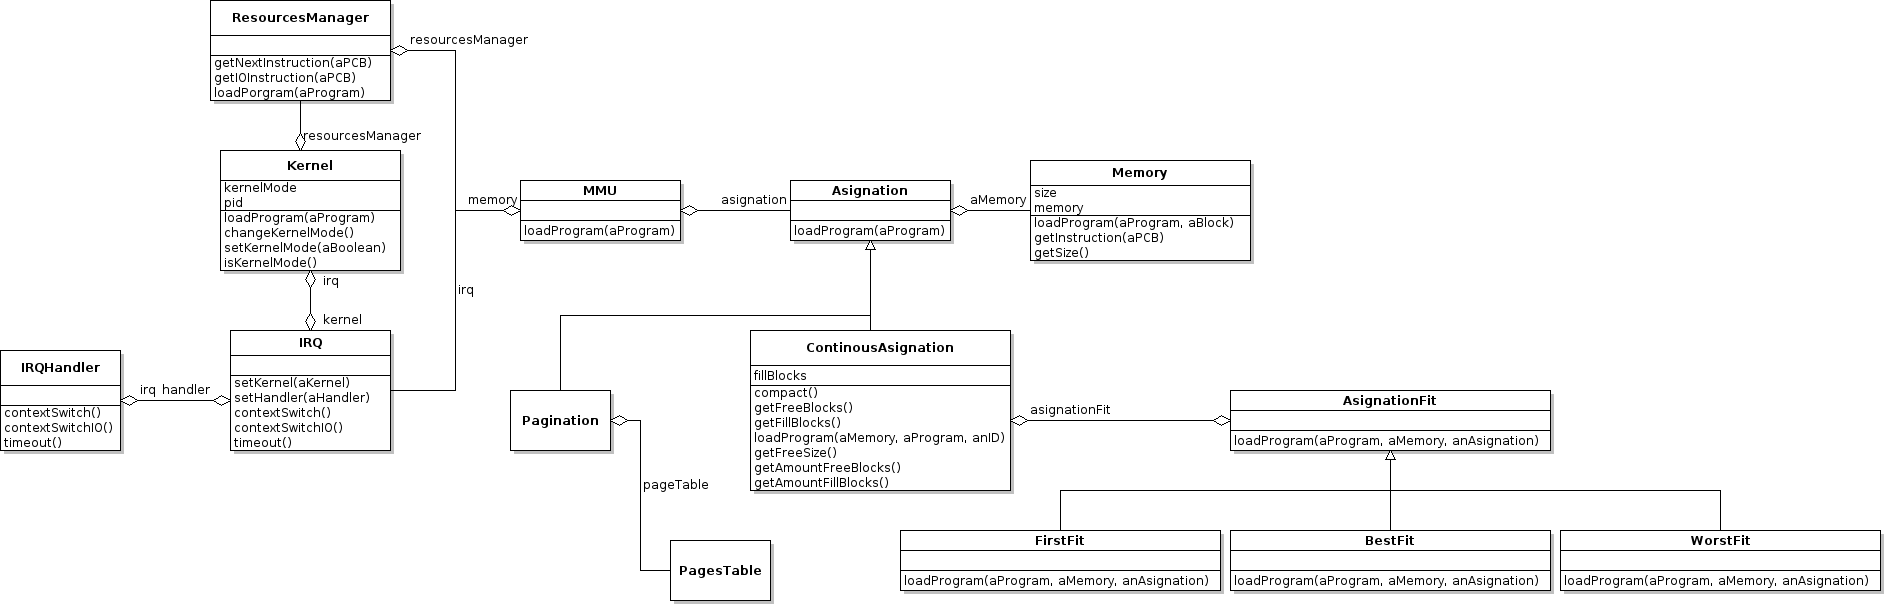 ResourcesManager
getNextInstruction(aPCB)
getIOInstruction(aPCB)
loadPorgram(aProgram)
resourcesManager
resourcesManager
Kernel
kernelMode
pid
loadProgram(aProgram)
changeKernelMode()
setKernelMode(aBoolean)
isKernelMode()
irq
kernel
irq
IRQ
setKernel(aKernel)
setHandler(aHandler)
contextSwitch()
contextSwitchIO()
timeout()
IRQHandler
contextSwitch()
contextSwitchIO()
timeout()
irq handler
memory
MMU
loadProgram(aProgram)
asignation
Asignation
loadProgram(aProgram)
aMemory
Memory
size
memory
loadProgram(aProgram, aBlock)
getInstruction(aPCB)
getSize()
Pagination
pageTable
PagesTable
ContinousAsignation
fillBlocks
compact()
getFreeBlocks()
getFillBlocks()
loadProgram(aMemory, aProgram, anID)
getFreeSize()
getAmountFreeBlocks()
getAmountFillBlocks()
asignationFit
AsignationFit
loadProgram(aProgram, aMemory, anAsignation)
FirstFit
loadProgram(aProgram, aMemory, anAsignation)
BestFit
loadProgram(aProgram, aMemory, anAsignation)
WorstFit
loadProgram(aProgram, aMemory, anAsignation)